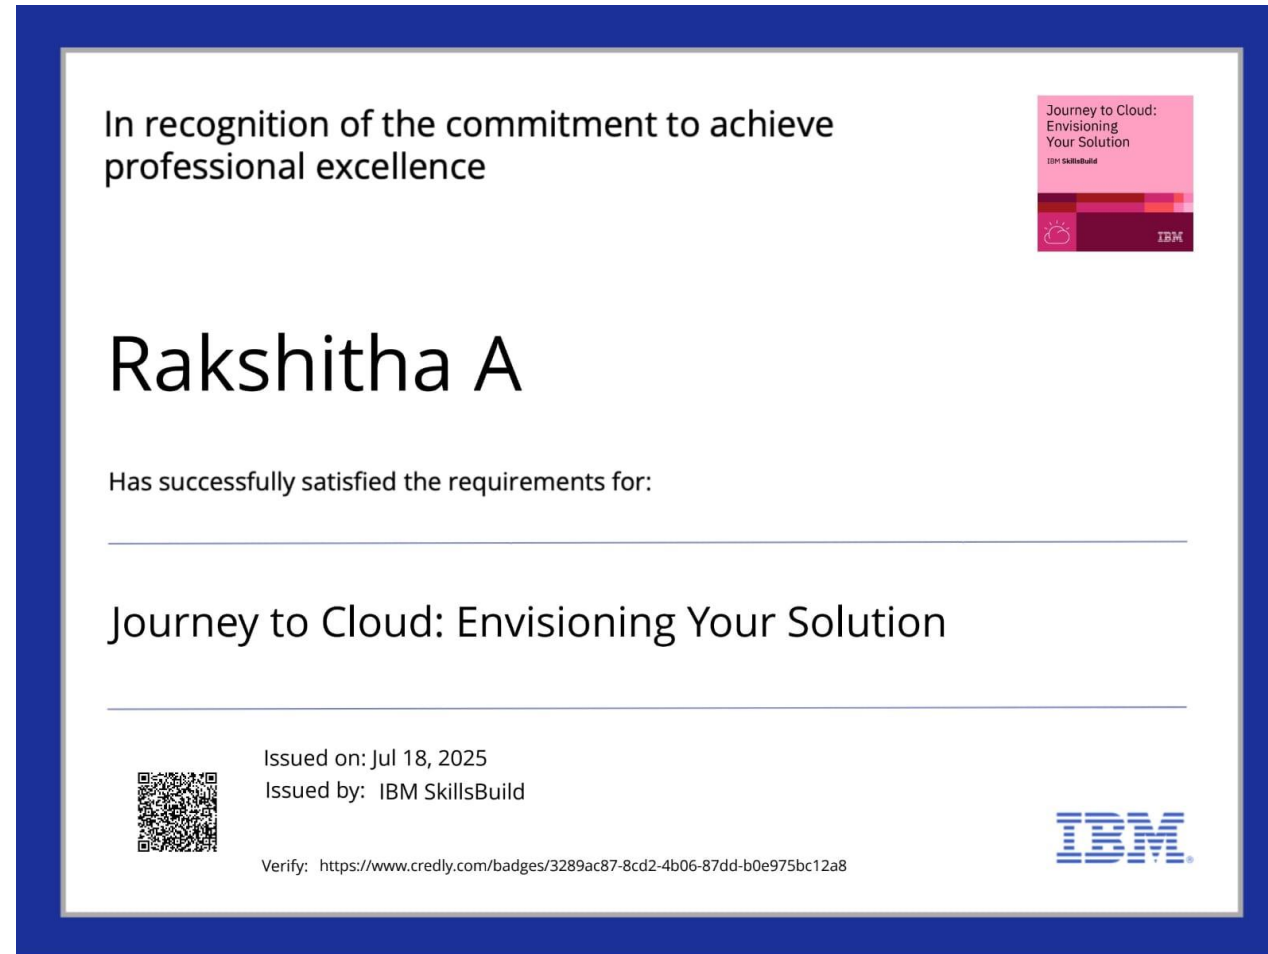 In recognition of the commitment to achieve
professional excellence
Journey to Cloud:
Envisioning
Your Solution
IBM SkillsBuild
IBM
Rakshitha A
Has successfully satisfied the requirements for:
Journey to Cloud: Envisioning Your Solution
Issued on: Jul 18, 2025
Issued by: IBM SkillsBuild
Verify: https://www.credly.com/badges/3289ac87-8cd2-4b06-87dd-b0e975bc12a8
IBM®